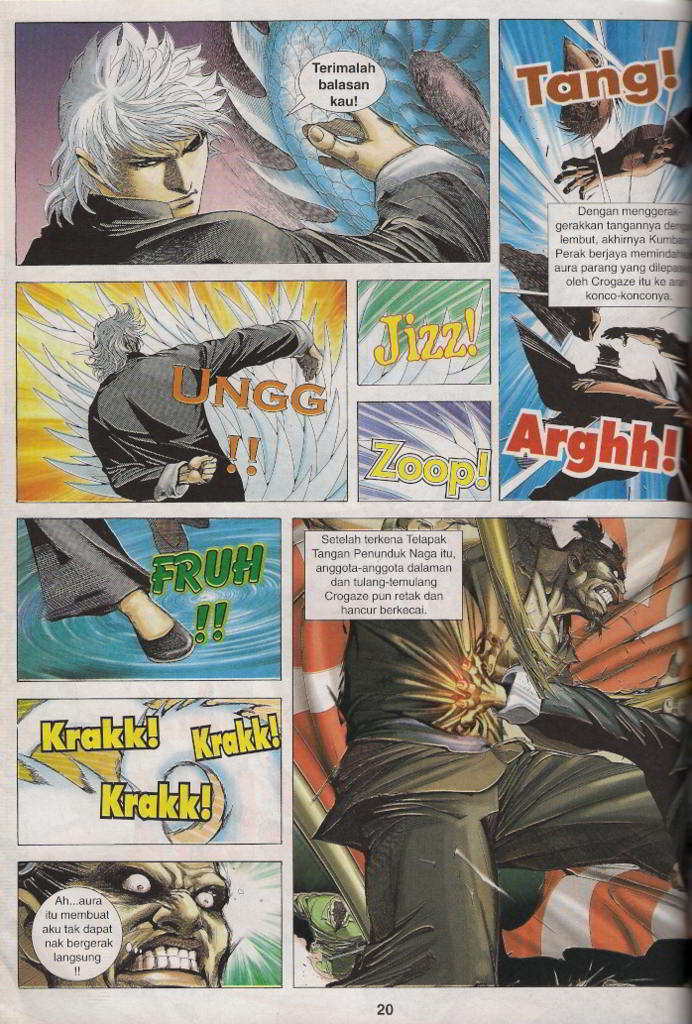 Terimalah
balasan
kau!
Tang!
Dengan menggerak-
gerakkan tangannya
lembut, akhirnya
Perak berjaya
aura parang yang
oleh Crogaze itu ke
konco-konconya.
Arghh!
UNGG
!!
Jizz!
Zoop!
FRUH
!!
Krakk!
Krakk!
Krakk!
Ah...aura
itu membuat
aku tak dapat
nak bergerak
langsung
!!
Setelah terkena Telapak
Tangan Penunduk Naga itu,
anggota-anggota dalaman
dan tulang-temulang
Crogaze pun retak dan
hancur berkecai.
20